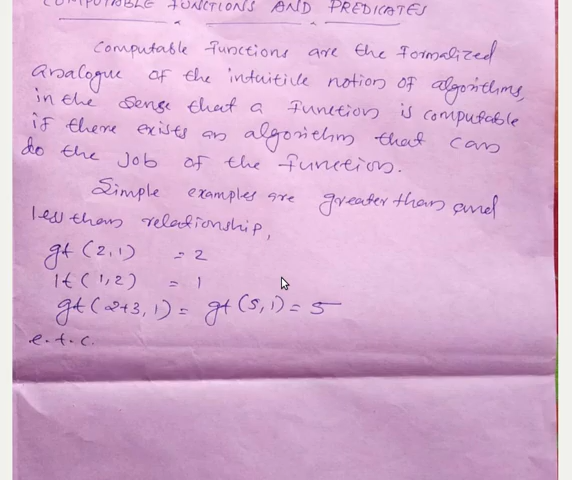 COMPUTABLE FUNCTIONS AND PREDICATES
Computable Functions are the Formalized
analogue of the intuitive notion of algorithms,
in the sense that a function is computable
if there exists an algorithm that can
do the job of the function.
Simple examples are greater than and
less than relationship,
gt (2,1) = 2
lt (1,2) = 1
gt (2+3, 1) = gt (5,1) = 5
e.t.c.